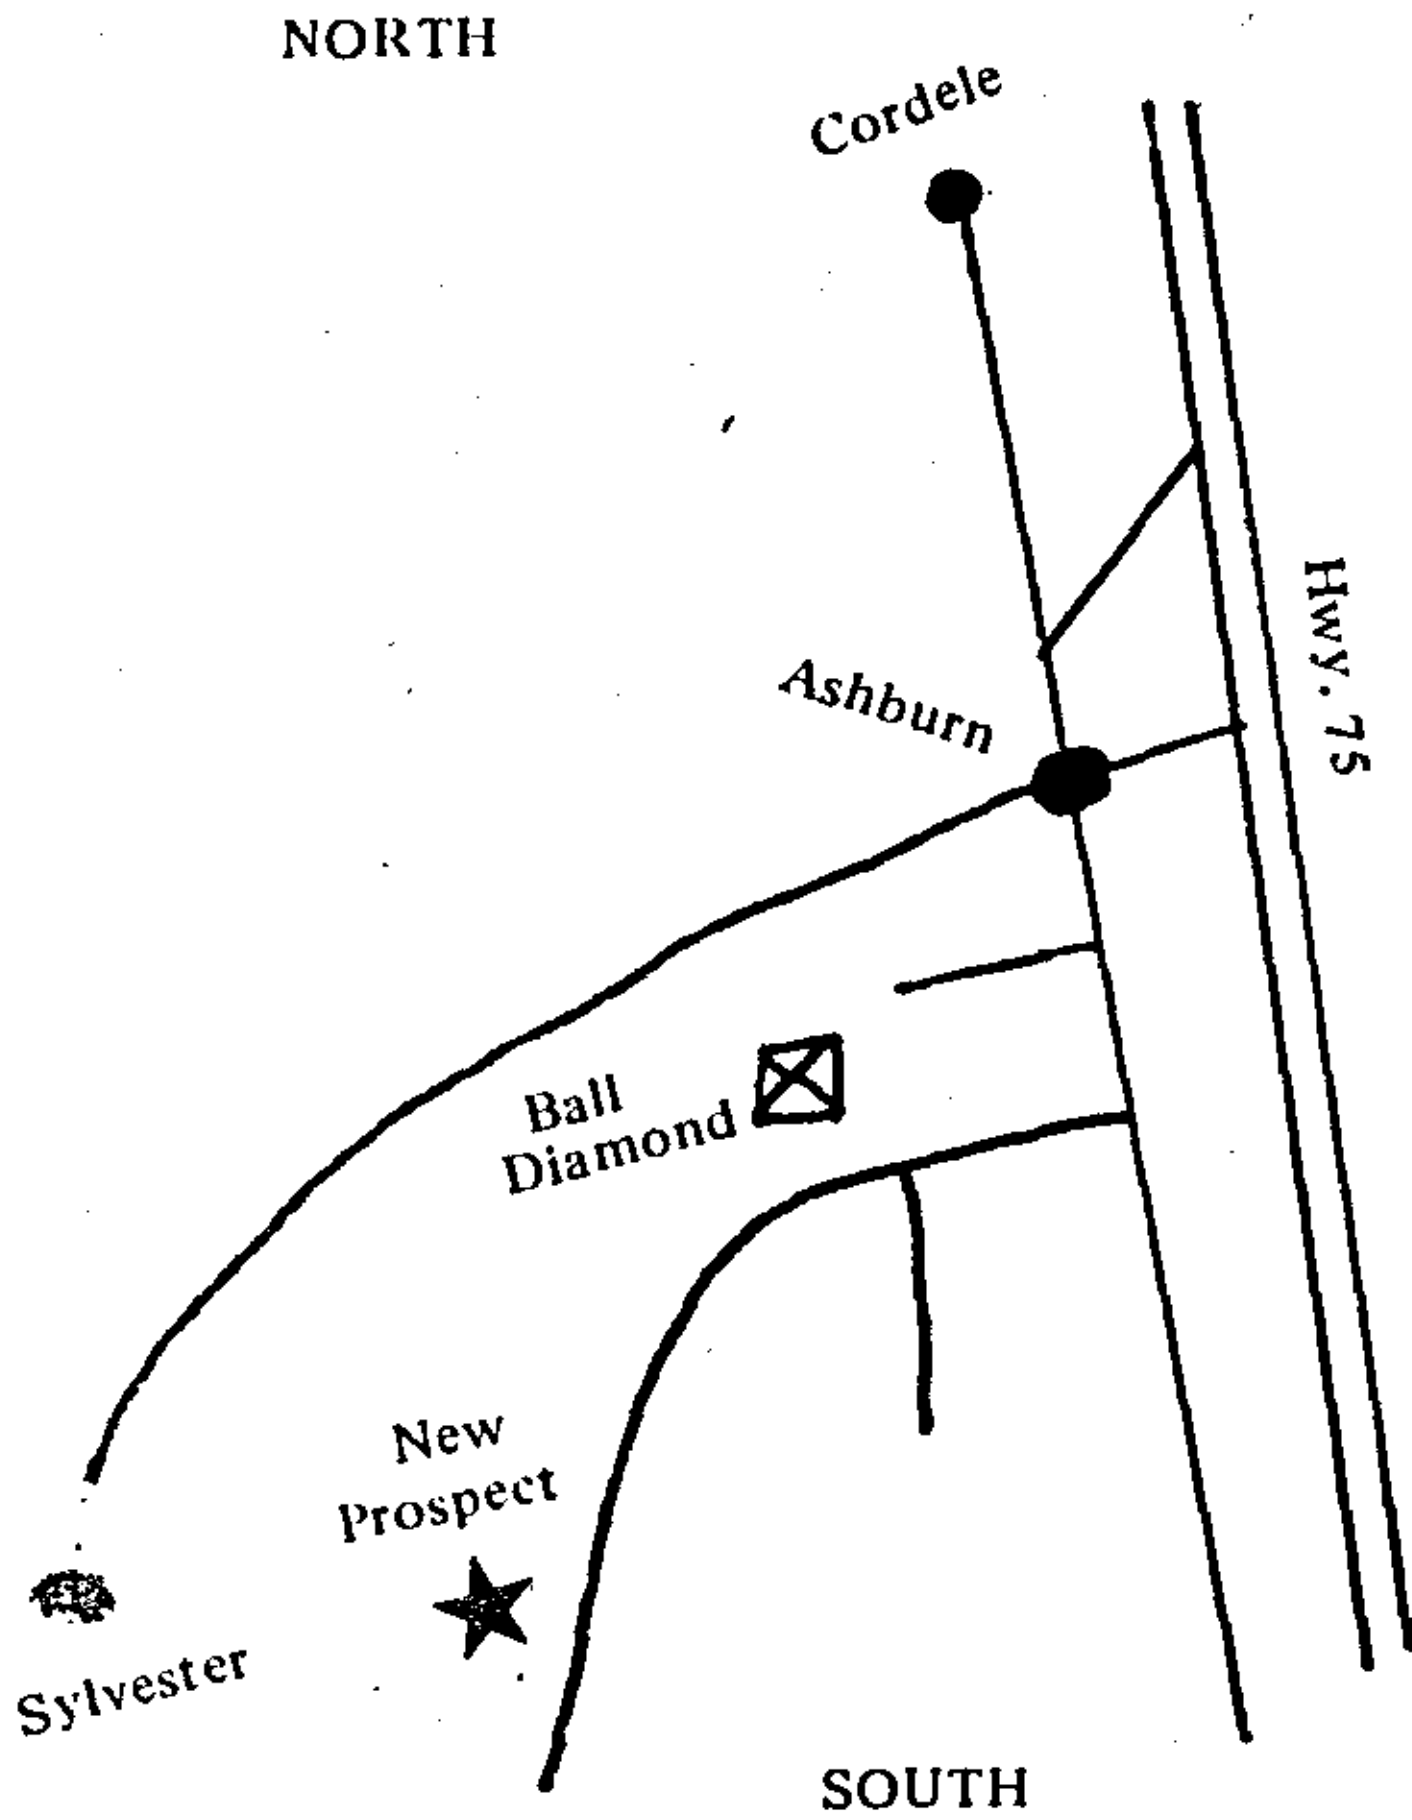 NORTH
Cordele
Hwy. 75
Ashburn
Ball
Diamond
New
Prospect
Sylvester
SOUTH